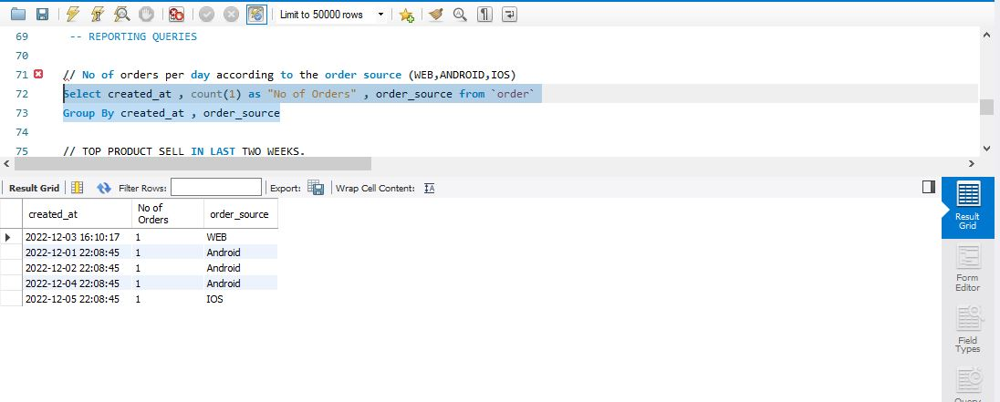 Limit to 50000 rows
69 -- REPORTING QUERIES
70
71 // No of orders per day according to the order source (WEB,ANDROID,IOS)
72 Select created_at , count(1) as "No of Orders" , order_source from `order`
73 Group By created_at , order_source
74
75 // TOP PRODUCT SELL IN LAST TWO WEEKS.
Result Grid Filter Rows: Export: Wrap Cell Content:
created_at No of Orders order_source
2022-12-03 16:10:17 1 WEB
2022-12-01 22:08:45 1 Android
2022-12-02 22:08:45 1 Android
2022-12-04 22:08:45 1 Android
2022-12-05 22:08:45 1 IOS
Result
Grid
Form
Editor
Field
Types
Query